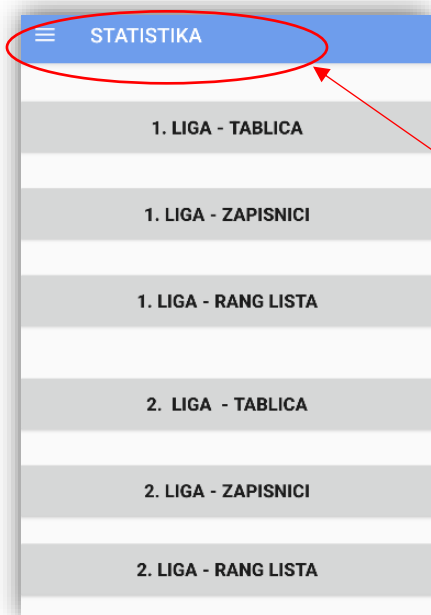 STATISTIKA
1. LIGA - TABLICA
1. LIGA - ZAPISNICI
1. LIGA - RANG LISTA
2. LIGA - TABLICA
2. LIGA - ZAPISNICI
2. LIGA - RANG LISTA